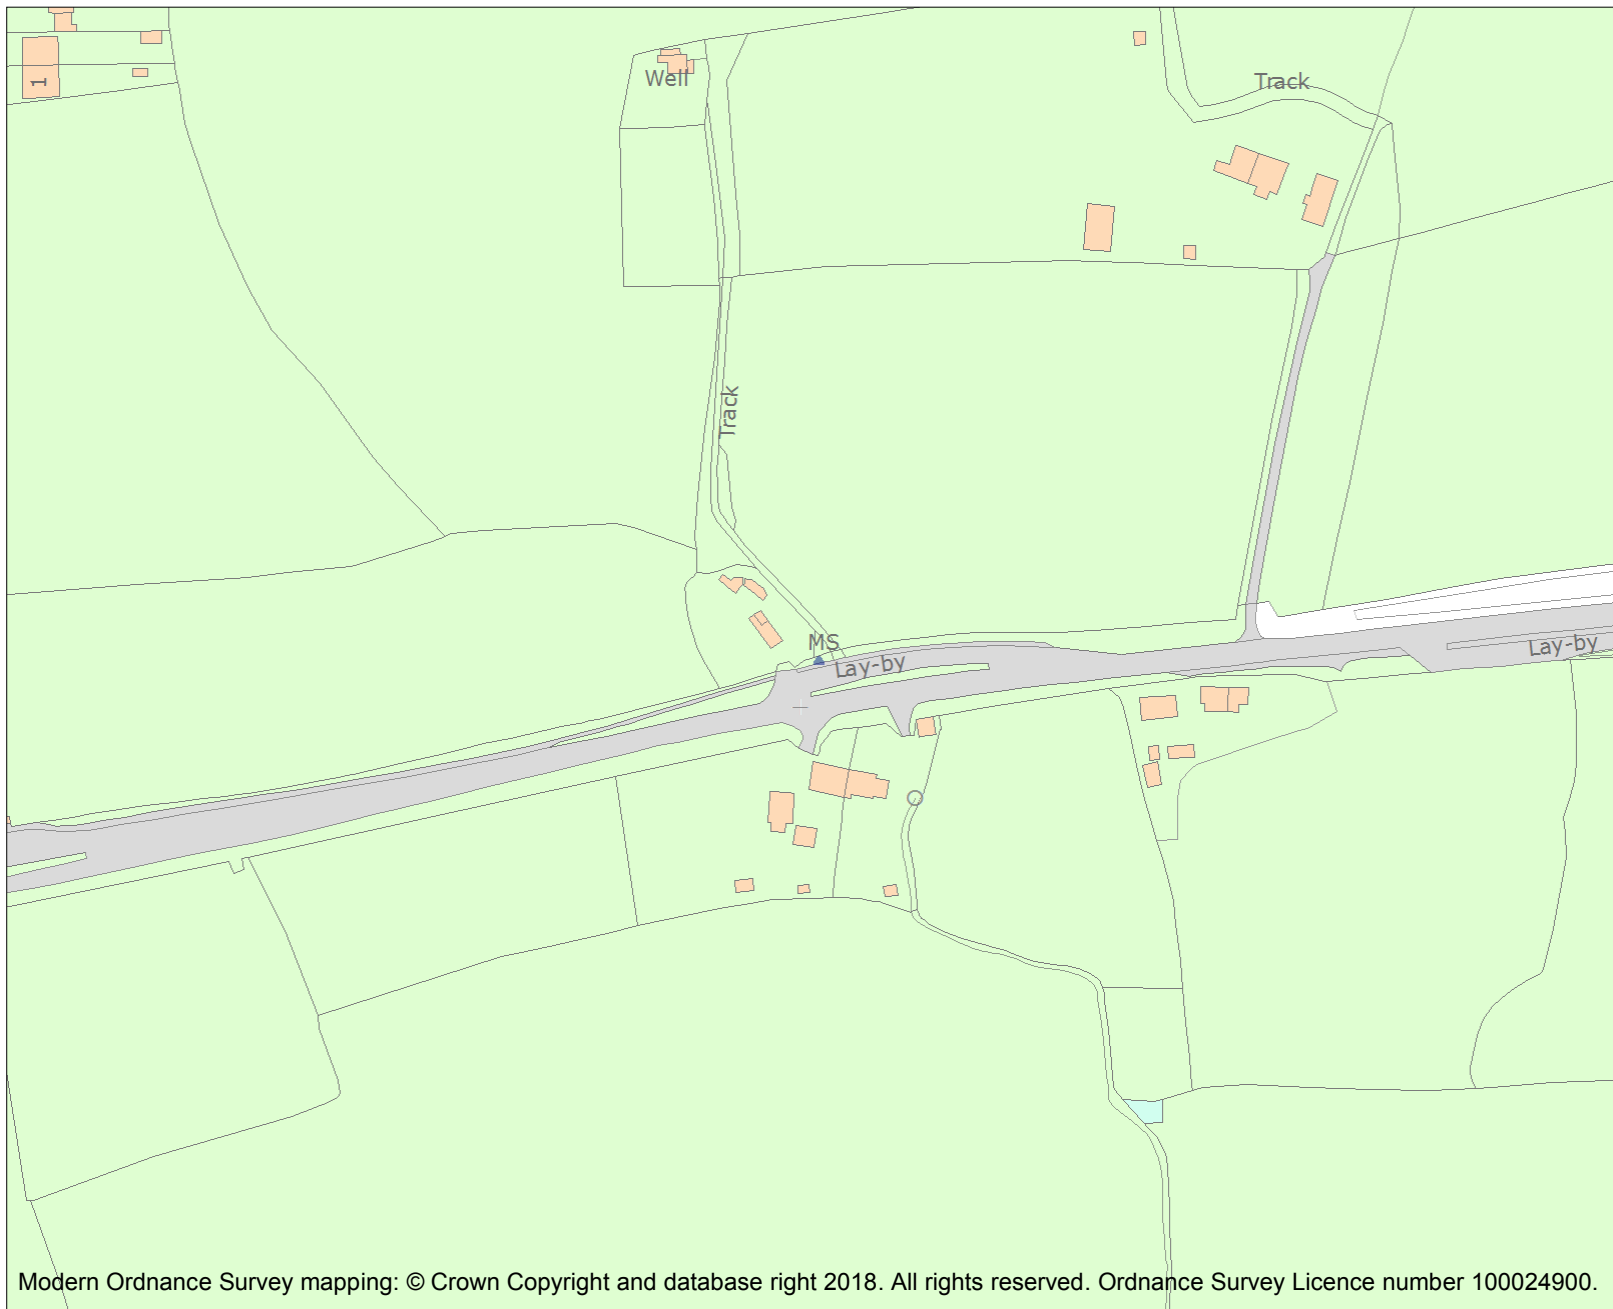 1
Well
Track
Track
MS
Lay-by
Lay-by
Modern Ordnance Survey mapping: © Crown Copyright and database right 2018. All rights reserved. Ordnance Survey Licence number 100024900.